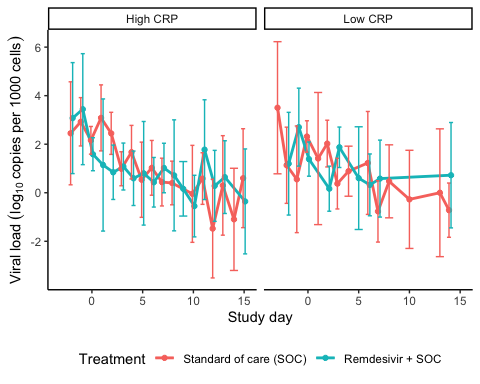 High CRP
Low CRP
Viral load (log10 copies per 1000 cells)
6
4
2
0
-2
0
5
10
15
0
5
10
15
Study day
Treatment
Standard of care (SOC)
Remdesivir + SOC